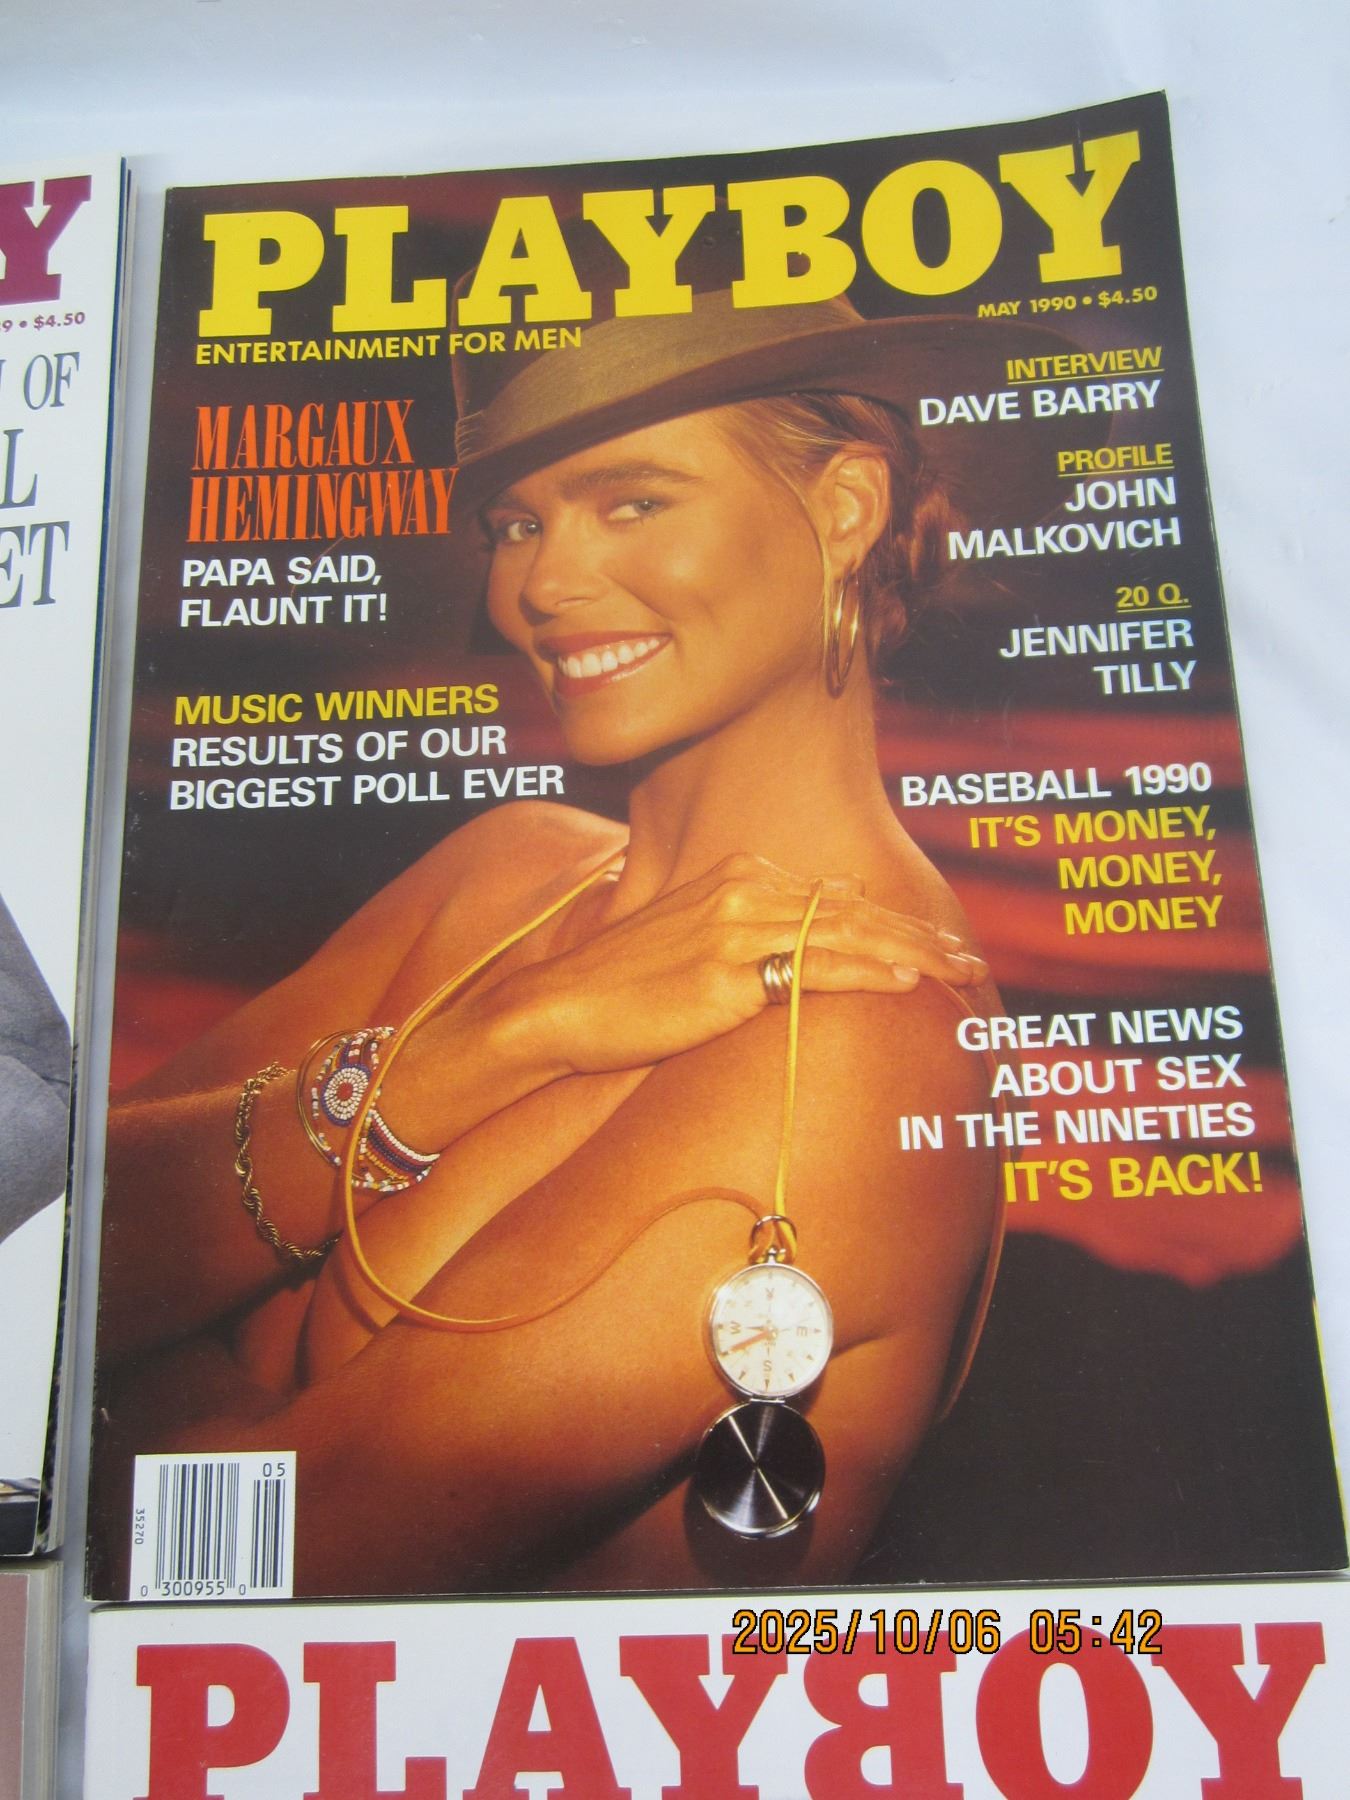 Y
9 • $4.50
OF
L
ET
PLAYBOY
ENTERTAINMENT FOR MEN
MAY 1990 • $4.50
MARGAUX
HEMINGWAY
PAPA SAID,
FLAUNT IT!
MUSIC WINNERS
RESULTS OF OUR
BIGGEST POLL EVER
INTERVIEW
DAVE BARRY
PROFILE
JOHN
MALKOVICH
20 Q.
JENNIFER
TILLY
BASEBALL 1990
IT'S MONEY,
MONEY,
MONEY
GREAT NEWS
ABOUT SEX
IN THE NINETIES
IT'S BACK!
W
E
S
05
35270
0 300955 0
2025/10/06 05:42
PLAYBOY